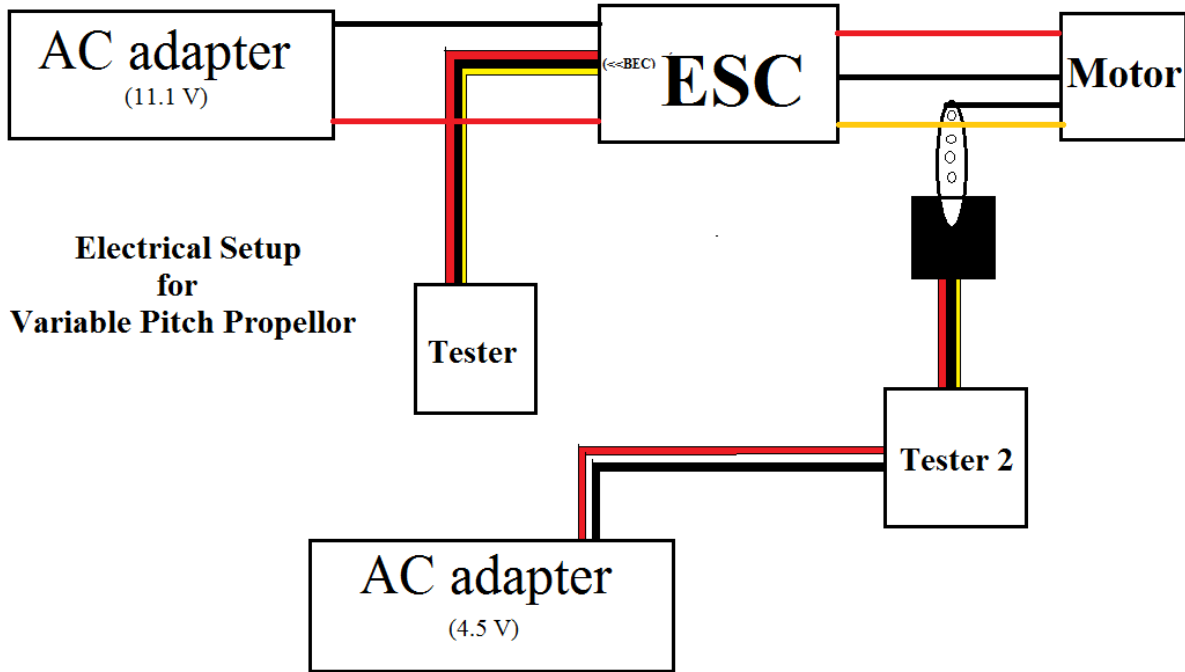 AC adapter
(11.1 V)
(<<BEC)
ESC
Motor
Electrical Setup
for
Variable Pitch Propellor
Tester
Tester 2
AC adapter
(4.5 V)